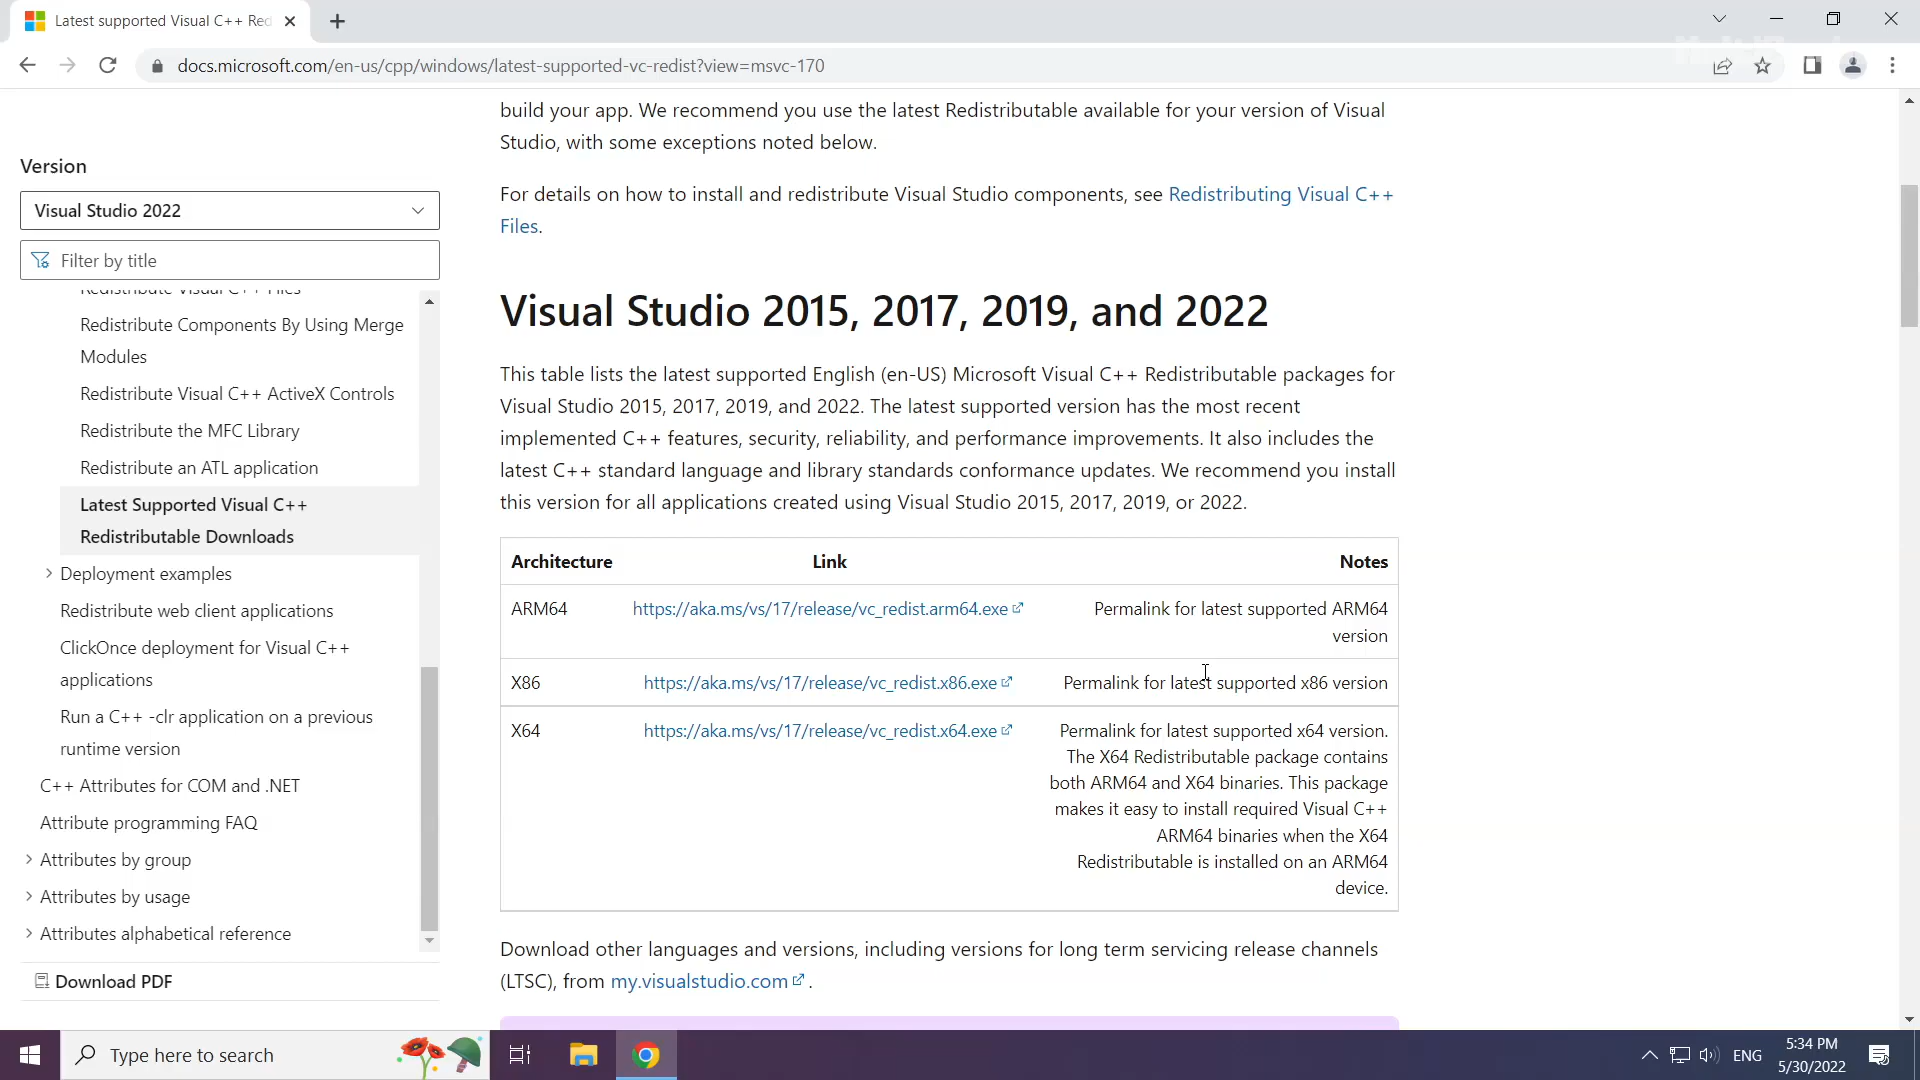 Latest supported Visual C++ Red
docs.microsoft.com/en-us/cpp/windows/latest-supported-vc-redist?view=msvc-170
Version
Visual Studio 2022
Filter by title
Redistribute Visual C++ Files
Redistribute Components By Using Merge
Modules
Redistribute Visual C++ ActiveX Controls
Redistribute the MFC Library
Redistribute an ATL application
Latest Supported Visual C++
Redistributable Downloads
Deployment examples
Redistribute web client applications
ClickOnce deployment for Visual C++
applications
Run a C++ -clr application on a previous
runtime version
C++ Attributes for COM and .NET
Attribute programming FAQ
Attributes by group
Attributes by usage
Attributes alphabetical reference
Download PDF
build your app. We recommend you use the latest Redistributable available for your version of Visual
Studio, with some exceptions noted below.
For details on how to install and redistribute Visual Studio components, see Redistributing Visual C++
Files.
Visual Studio 2015, 2017, 2019, and 2022
This table lists the latest supported English (en-US) Microsoft Visual C++ Redistributable packages for
Visual Studio 2015, 2017, 2019, and 2022. The latest supported version has the most recent
implemented C++ features, security, reliability, and performance improvements. It also includes the
latest C++ standard language and library standards conformance updates. We recommend you install
this version for all applications created using Visual Studio 2015, 2017, 2019, or 2022.
Architecture Link Notes
ARM64 https://aka.ms/vs/17/release/vc_redist.arm64.exe Permalink for latest supported ARM64
version
X86 https://aka.ms/vs/17/release/vc_redist.x86.exe Permalink for latest supported x86 version
X64 https://aka.ms/vs/17/release/vc_redist.x64.exe Permalink for latest supported x64 version.
The X64 Redistributable package contains
both ARM64 and X64 binaries. This package
makes it easy to install required Visual C++
ARM64 binaries when the X64
Redistributable is installed on an ARM64
device.
Download other languages and versions, including versions for long term servicing release channels
(LTSC), from my.visualstudio.com .
Type here to search
ENG
5:34 PM
5/30/2022